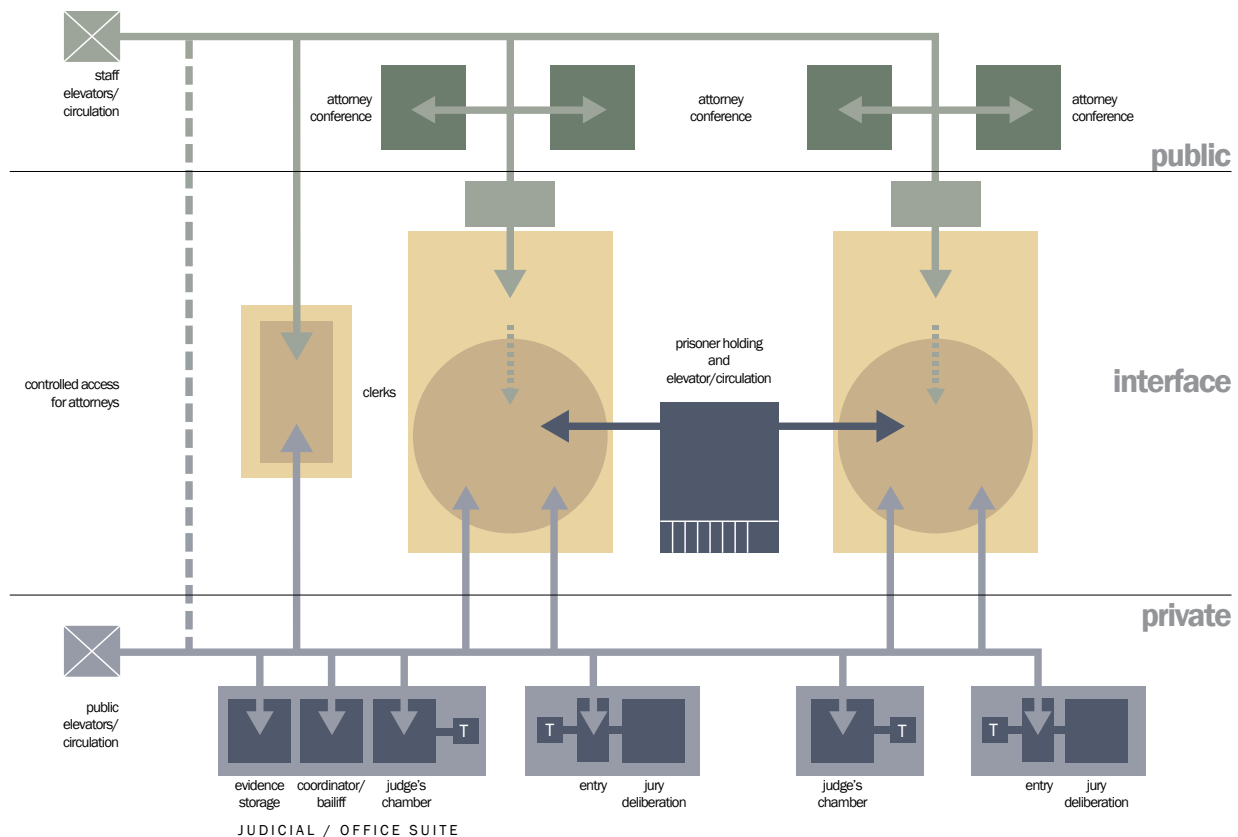 staff
elevators/
circulation
attorney
conference
attorney
conference
attorney
conference
public
prisoner holding
and
elevator/circulation
controlled access
for attorneys
clerks
interface
private
public
elevators/
circulation
T
T
T
T
evidence
storage
coordinator/
bailiff
judge's
chamber
entry
jury
deliberation
judge's
chamber
entry
jury
deliberation
JUDICIAL / OFFICE SUITE